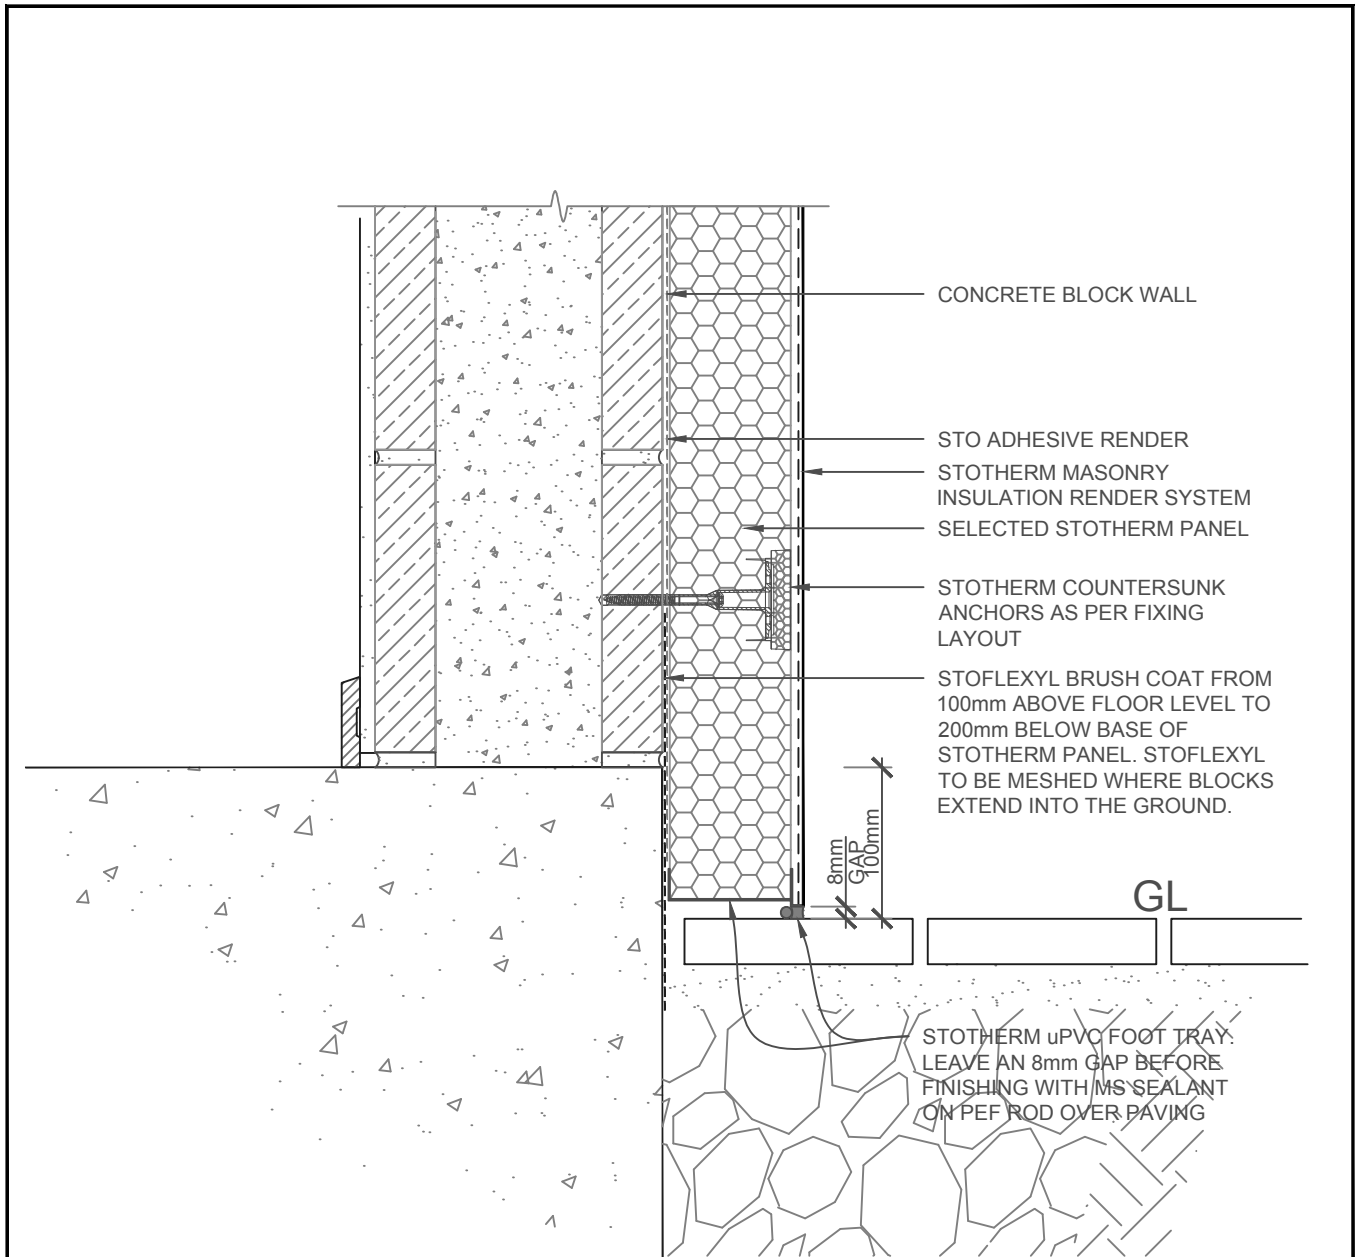 CONCRETE BLOCK WALL
STO ADHESIVE RENDER
STOTHERM MASONRY
INSULATION RENDER SYSTEM
SELECTED STOTHERM PANEL
STOTHERM COUNTERSUNK
ANCHORS AS PER FIXING
LAYOUT
STOFLEXYL BRUSH COAT FROM
100mm ABOVE FLOOR LEVEL TO
200mm BELOW BASE OF
STOTHERM PANEL. STOFLEXYL
TO BE MESHED WHERE BLOCKS
EXTEND INTO THE GROUND.
8mm
GAP
100mm
GL
STOTHERM uPVC FOOT TRAY.
LEAVE AN 8mm GAP BEFORE
FINISHING WITH MS SEALANT
ON PEF ROD OVER PAVING